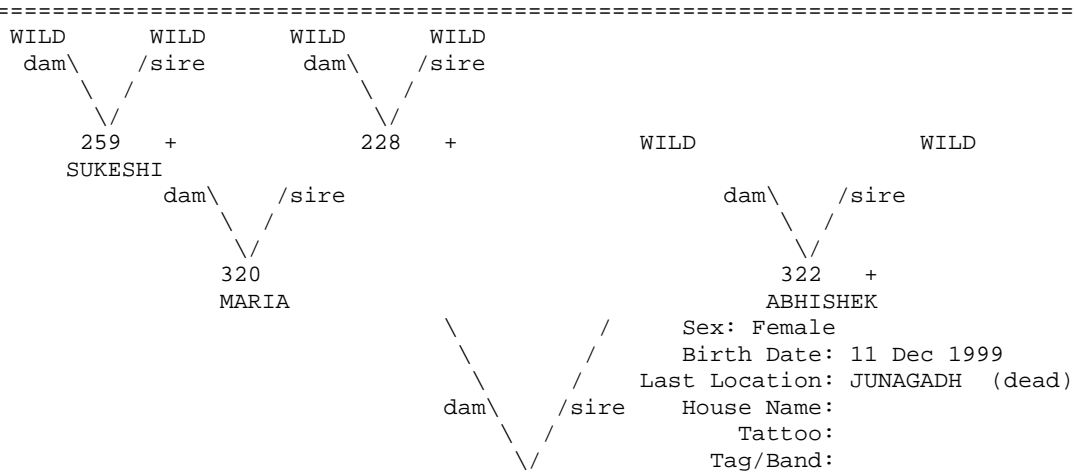 ================================================================================
WILD WILD WILD WILD
dam\ /sire dam\ /sire
\ / \ /
\/ \/
259 + 228 + WILD WILD
SUKESHI
dam\ /sire dam\ /sire
\ / \ /
\/ \/
320 322 +
MARIA ABHISHEK
\ / Sex: Female
\ / Birth Date: 11 Dec 1999
\ / Last Location: JUNAGADH (dead)
dam\ /sire House Name:
\ / Tattoo:
\/ Tag/Band: